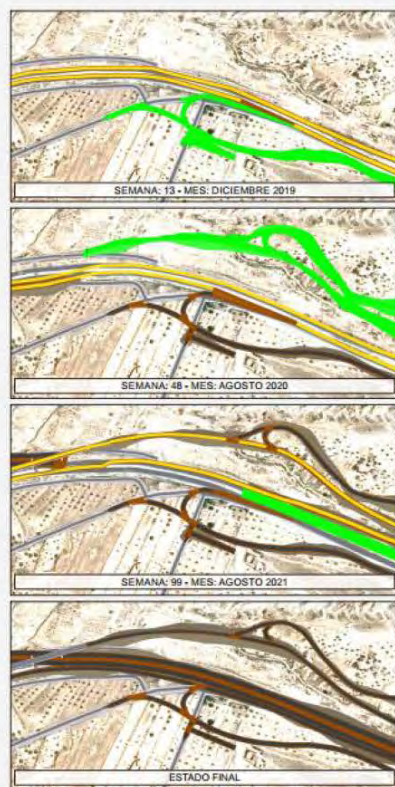 SEMANA: 13 - MES: DICIEMBRE 2019
SEMANA: 48 - MES: AGOSTO 2020
SEMANA: 99 - MES: AGOSTO 2021
ESTADO FINAL